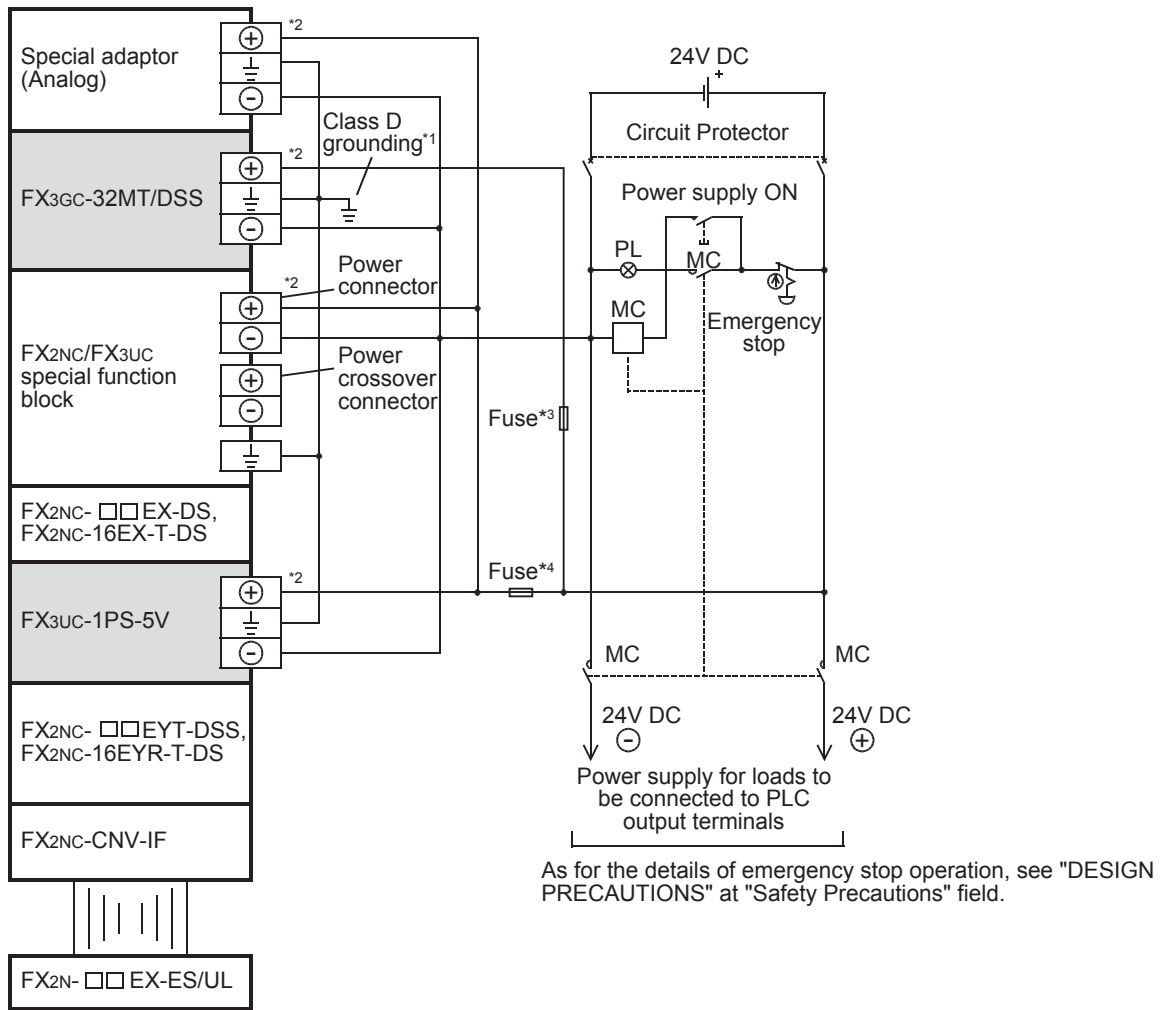 Special adaptor
(Analog)
*2
FX3GC-32MT/DSS
*2
Class D
grounding*1
FX2NC/FX3UC
special function
block
*2
Power
connector
Power
crossover
connector
FX2NC- □□EX-DS,
FX2NC-16EX-T-DS
FX3UC-1PS-5V
*2
FX2NC- □□EYT-DSS,
FX2NC-16EYR-T-DS
FX2NC-CNV-IF
FX2N- □□ EX-ES/UL
Fuse*3
Fuse*4
24V DC
+
Circuit Protector
Power supply ON
PL
MC
MC
Emergency
stop
MC
MC
24V DC
24V DC
Power supply for loads to
be connected to PLC
output terminals
As for the details of emergency stop operation, see "DESIGN
PRECAUTIONS" at "Safety Precautions" field.